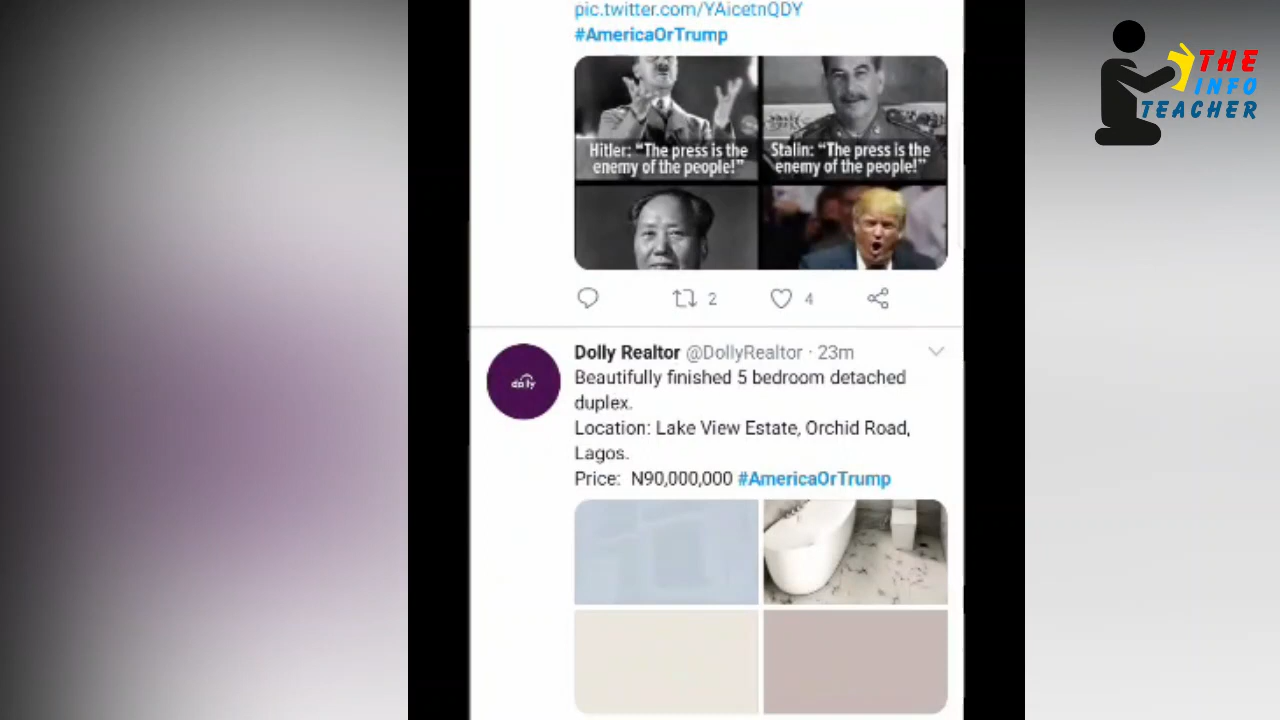 pic.twitter.com/YAicetnQDY
#AmericaOrTrump
THE
INFO
TEACHER
Hitler: “The press is the
enemy of the people!”
Stalin: “The press is the
enemy of the people!”
2
4
Dolly Realtor @DollyRealtor · 23m
dolly
Beautifully finished 5 bedroom detached
duplex.
Location: Lake View Estate, Orchid Road,
Lagos.
Price: N90,000,000 #AmericaOrTrump